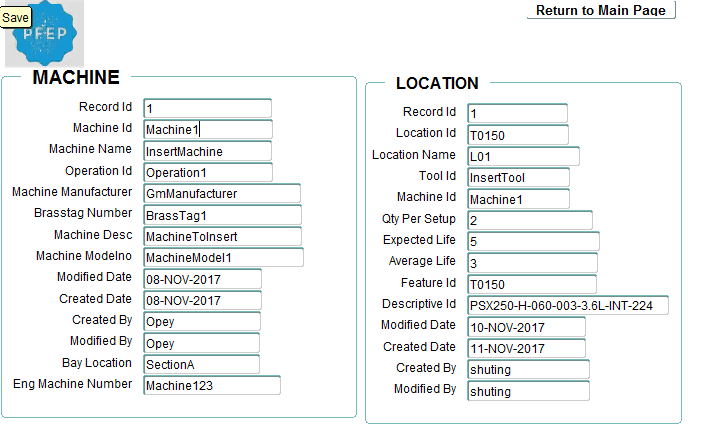 Save
PFEP
Return to Main Page
MACHINE
Record Id 1
Machine Id Machine1
Machine Name InsertMachine
Operation Id Operation1
Machine Manufacturer GmManufacturer
Brasstag Number BrassTag1
Machine Desc MachineToInsert
Machine Modelno MachineModel1
Modified Date 08-NOV-2017
Created Date 08-NOV-2017
Created By Opey
Modified By Opey
Bay Location SectionA
Eng Machine Number Machine123
LOCATION
Record Id 1
Location Id T0150
Location Name L01
Tool Id InsertTool
Machine Id Machine1
Qty Per Setup 2
Expected Life 5
Average Life 3
Feature Id T0150
Descriptive Id PSX250-H-060-003-3.6L-INT-224
Modified Date 10-NOV-2017
Created Date 11-NOV-2017
Created By shuting
Modified By shuting